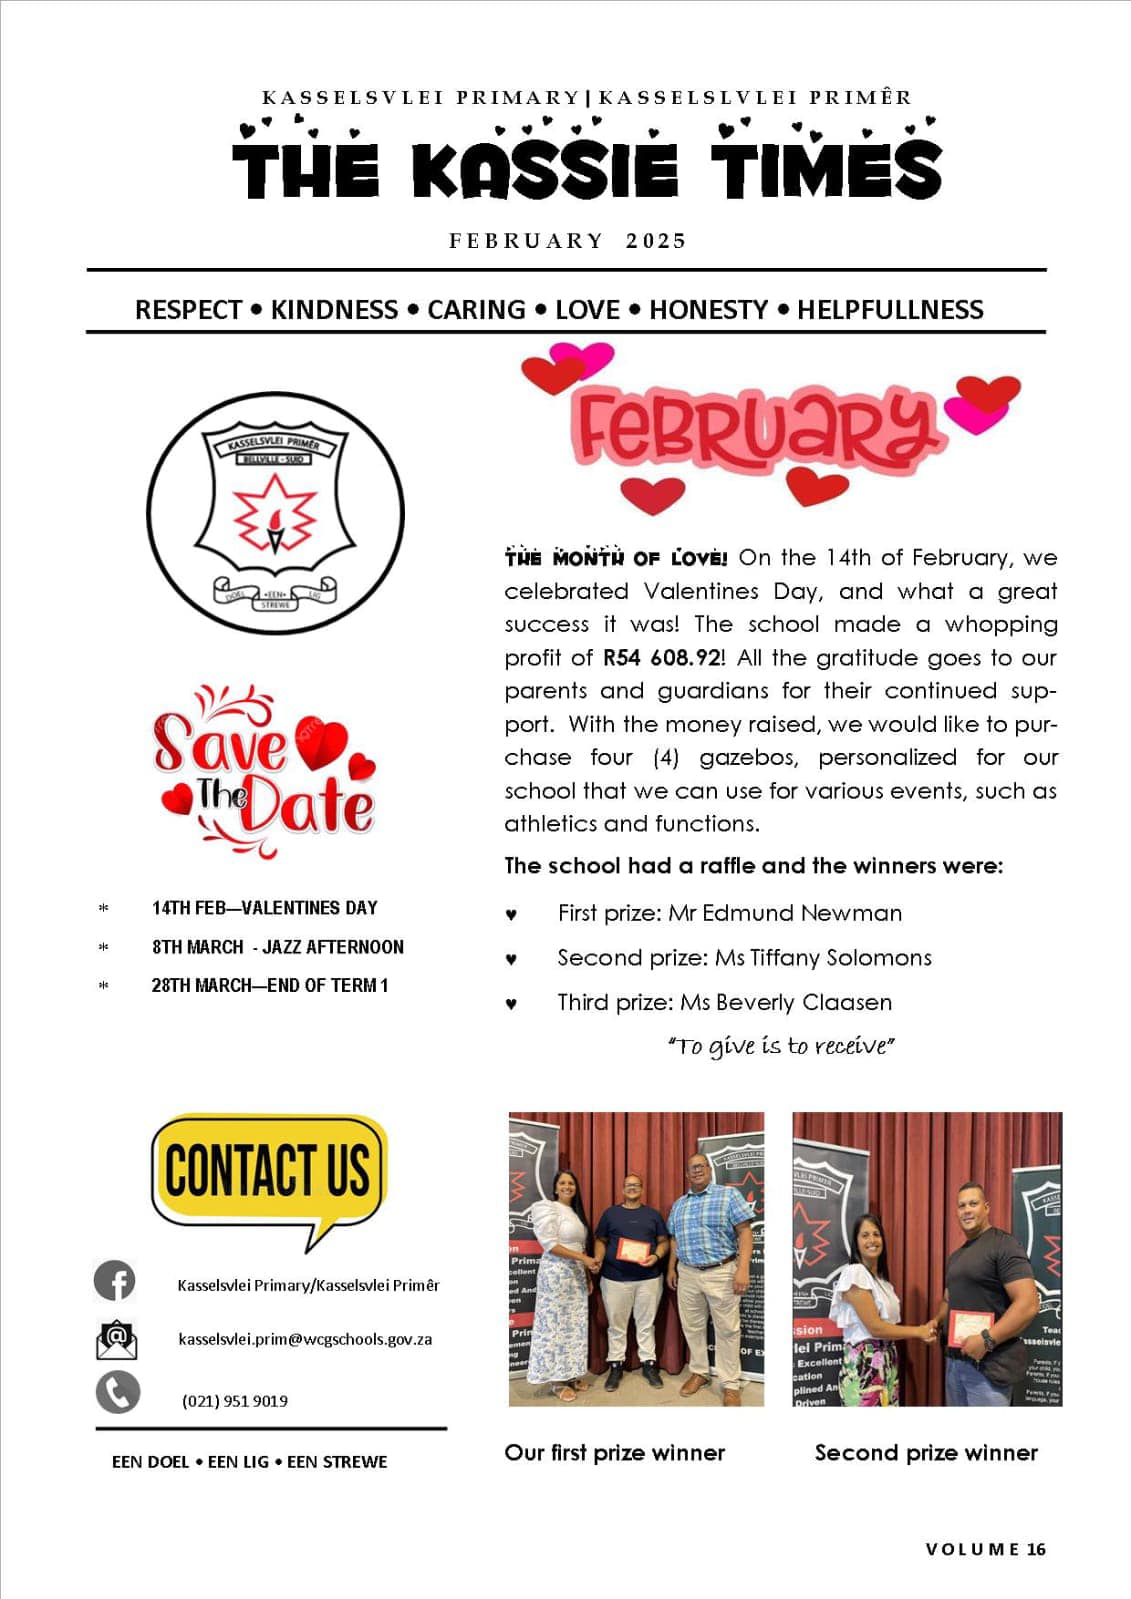 KASSELSVLEI PRIMARY|KASSELSLVLEI PRIMÊR
THE KASSIE TIMES
FEBRUARY 2025
RESPECT • KINDNESS • CARING • LOVE • HONESTY • HELPFULLNESS
KASSELSVLEI PRIMÊR
BELLVILLE - SUID
DOEL •EEN• LIG
STREWE
Save
The
Date
* 14TH FEB—VALENTINES DAY
* 8TH MARCH - JAZZ AFTERNOON
* 28TH MARCH—END OF TERM 1
CONTACT US
Kasselsvlei Primary/Kasselsvlei Primêr
kasselsvlei.prim@wcgschools.gov.za
(021) 951 9019
EEN DOEL • EEN LIG • EEN STREWE
FEBRUARY
THE MONTH OF LOVE! On the 14th of February, we
celebrated Valentines Day, and what a great
success it was! The school made a whopping
profit of R54 608.92! All the gratitude goes to our
parents and guardians for their continued sup-
port. With the money raised, we would like to pur-
chase four (4) gazebos, personalized for our
school that we can use for various events, such as
athletics and functions.
The school had a raffle and the winners were:
♥ First prize: Mr Edmund Newman
♥ Second prize: Ms Tiffany Solomons
♥ Third prize: Ms Beverly Claasen
"To give is to receive"
Our first prize winner
Second prize winner
VOLUME 16